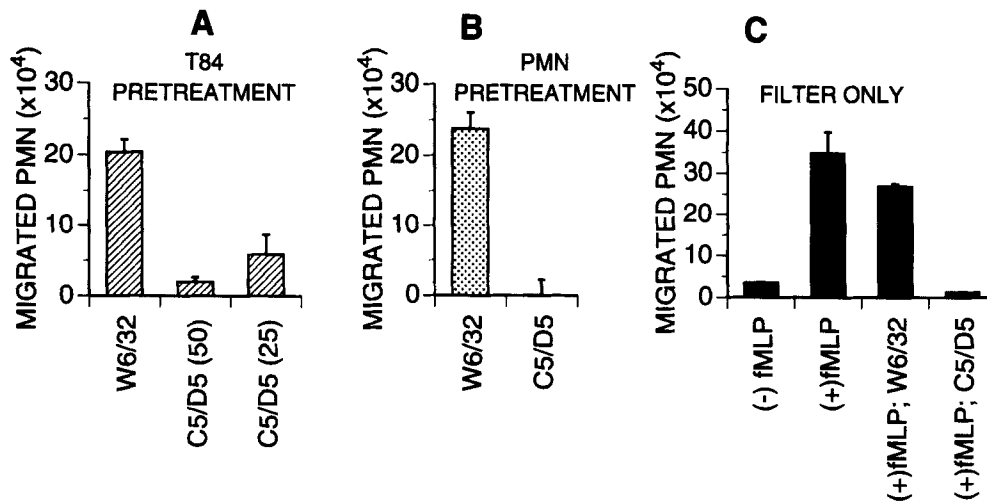 A
T84
PRETREATMENT
MIGRATED PMN (x10⁴)
30
20
10
0
W6/32
C5/D5 (50)
C5/D5 (25)
B
PMN
PRETREATMENT
MIGRATED PMN (x10⁴)
30
20
10
0
W6/32
C5/D5
C
FILTER ONLY
MIGRATED PMN (x10⁴)
50
40
30
20
10
0
(-) fMLP
(+)fMLP
(+)fMLP; W6/32
(+)fMLP; C5/D5